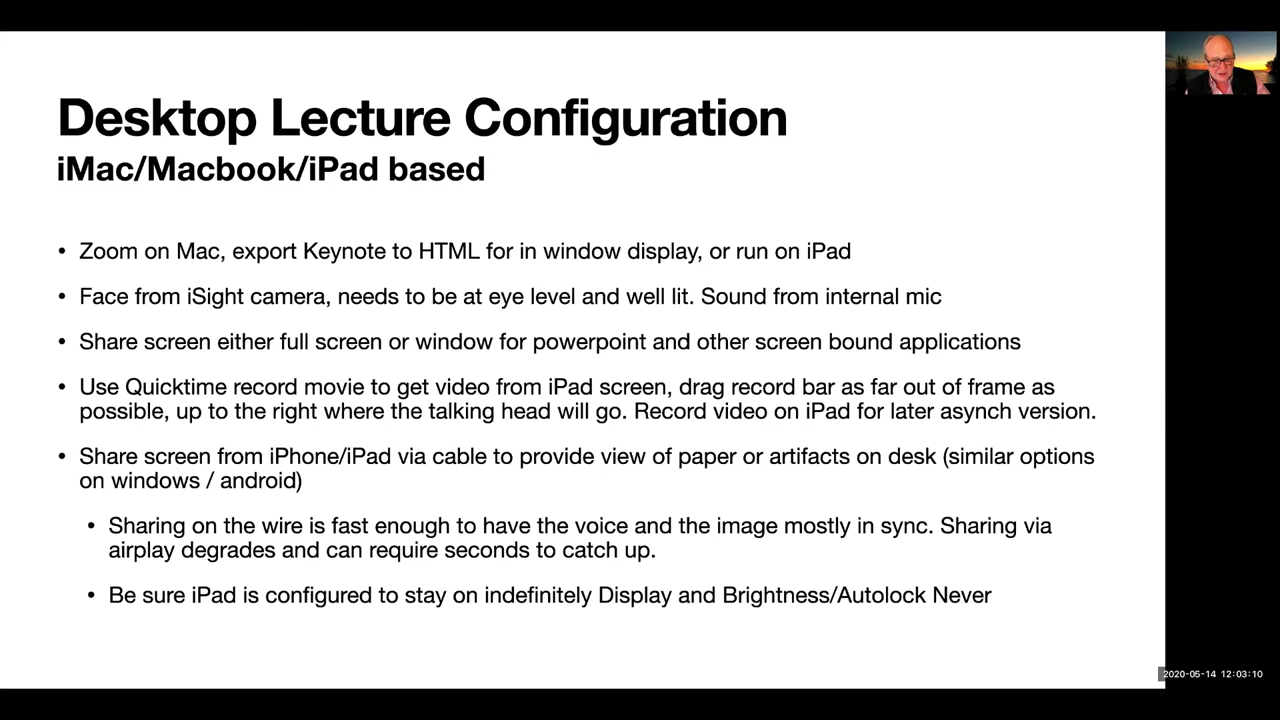 Desktop Lecture Configuration
iMac/Macbook/iPad based
• Zoom on Mac, export Keynote to HTML for in window display, or run on iPad
• Face from iSight camera, needs to be at eye level and well lit. Sound from internal mic
• Share screen either full screen or window for powerpoint and other screen bound applications
• Use Quicktime record movie to get video from iPad screen, drag record bar as far out of frame as
possible, up to the right where the talking head will go. Record video on iPad for later asynch version.
• Share screen from iPhone/iPad via cable to provide view of paper or artifacts on desk (similar options
on windows / android)
• Sharing on the wire is fast enough to have the voice and the image mostly in sync. Sharing via
airplay degrades and can require seconds to catch up.
• Be sure iPad is configured to stay on indefinitely Display and Brightness/Autolock Never
2020-05-14 12:03:10